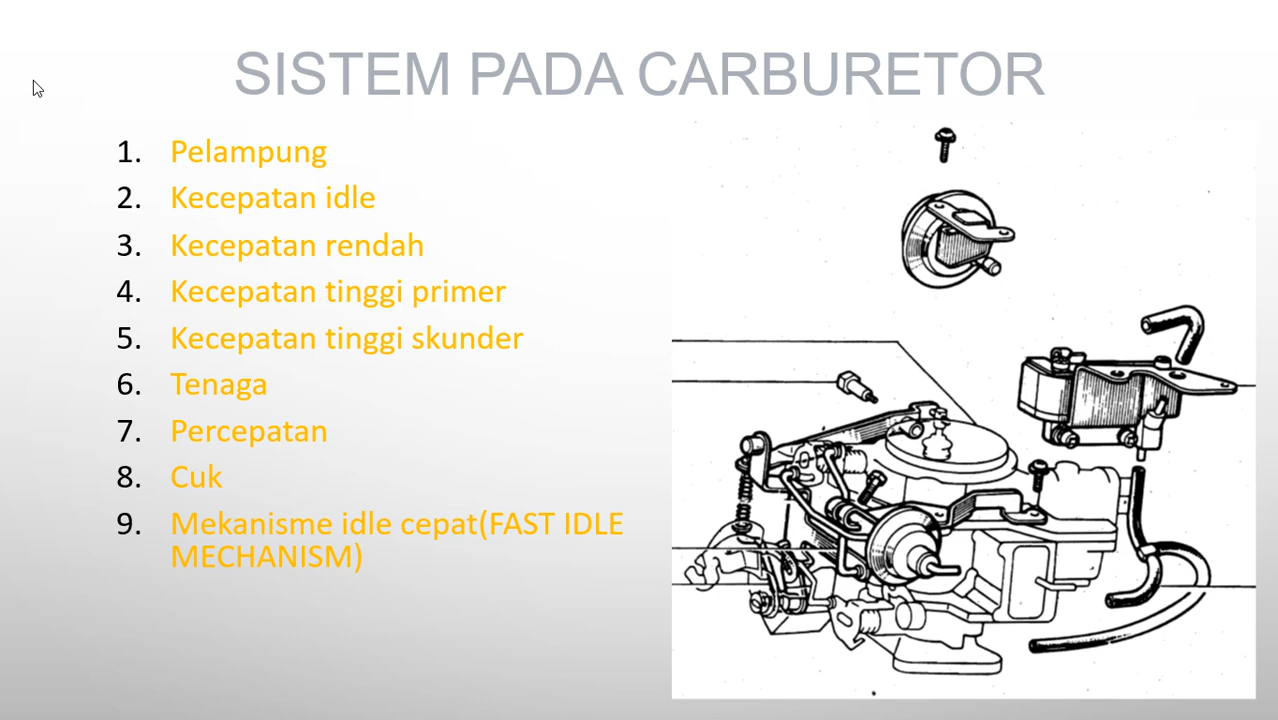 SISTEM PADA CARBURETOR
1. Pelampung
2. Kecepatan idle
3. Kecepatan rendah
4. Kecepatan tinggi primer
5. Kecepatan tinggi skunder
6. Tenaga
7. Percepatan
8. Cuk
9. Mekanisme idle cepat(FAST IDLE
MECHANISM)